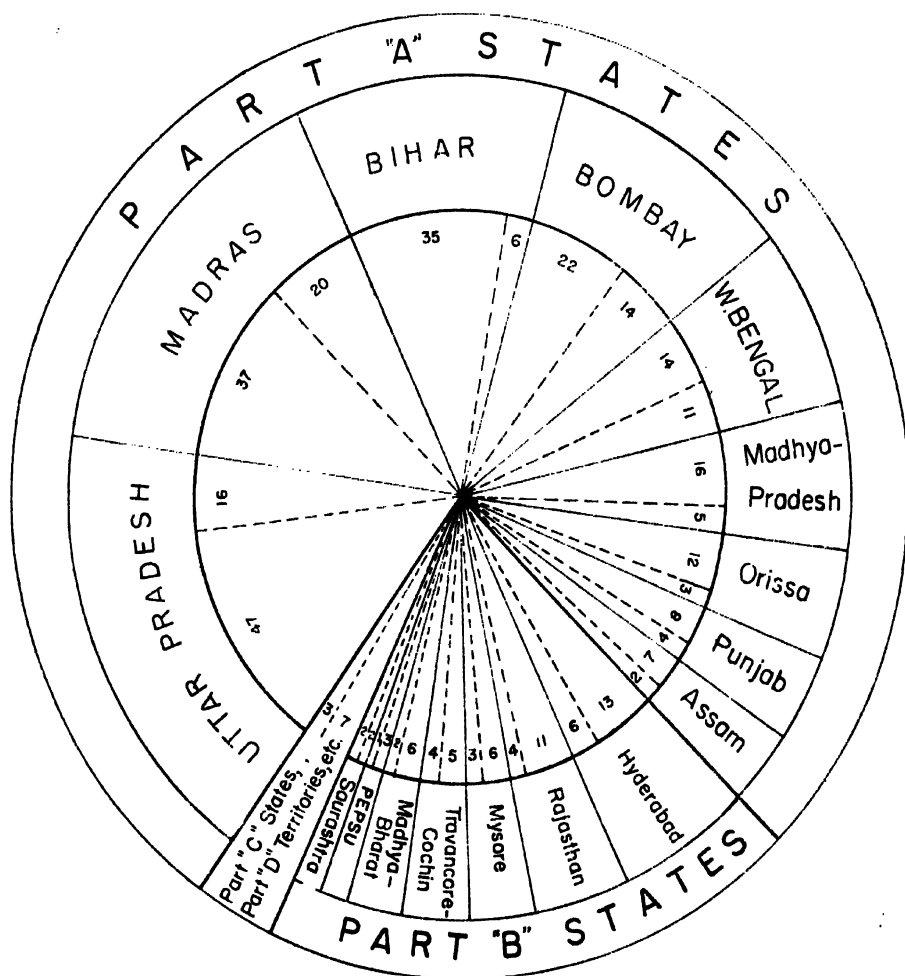 PART "A" STATES
BIHAR
35
6
BOMBAY
22
14
W.BENGAL
14
11
Madhya-
Pradesh
16
5
Orissa
12
3
Punjab
8
4
Assam
7
2
PART "B" STATES
Hyderabad
13
6
Rajasthan
11
4
Mysore
6
3
Travancore-
Cochin
5
4
Madhya-
Bharat
6
PEPSU
3
Saurashtra
2
Part "C" States,
Part "D" Territories, etc.
7
3
UTTAR PRADESH
47
16
MADRAS
37
20